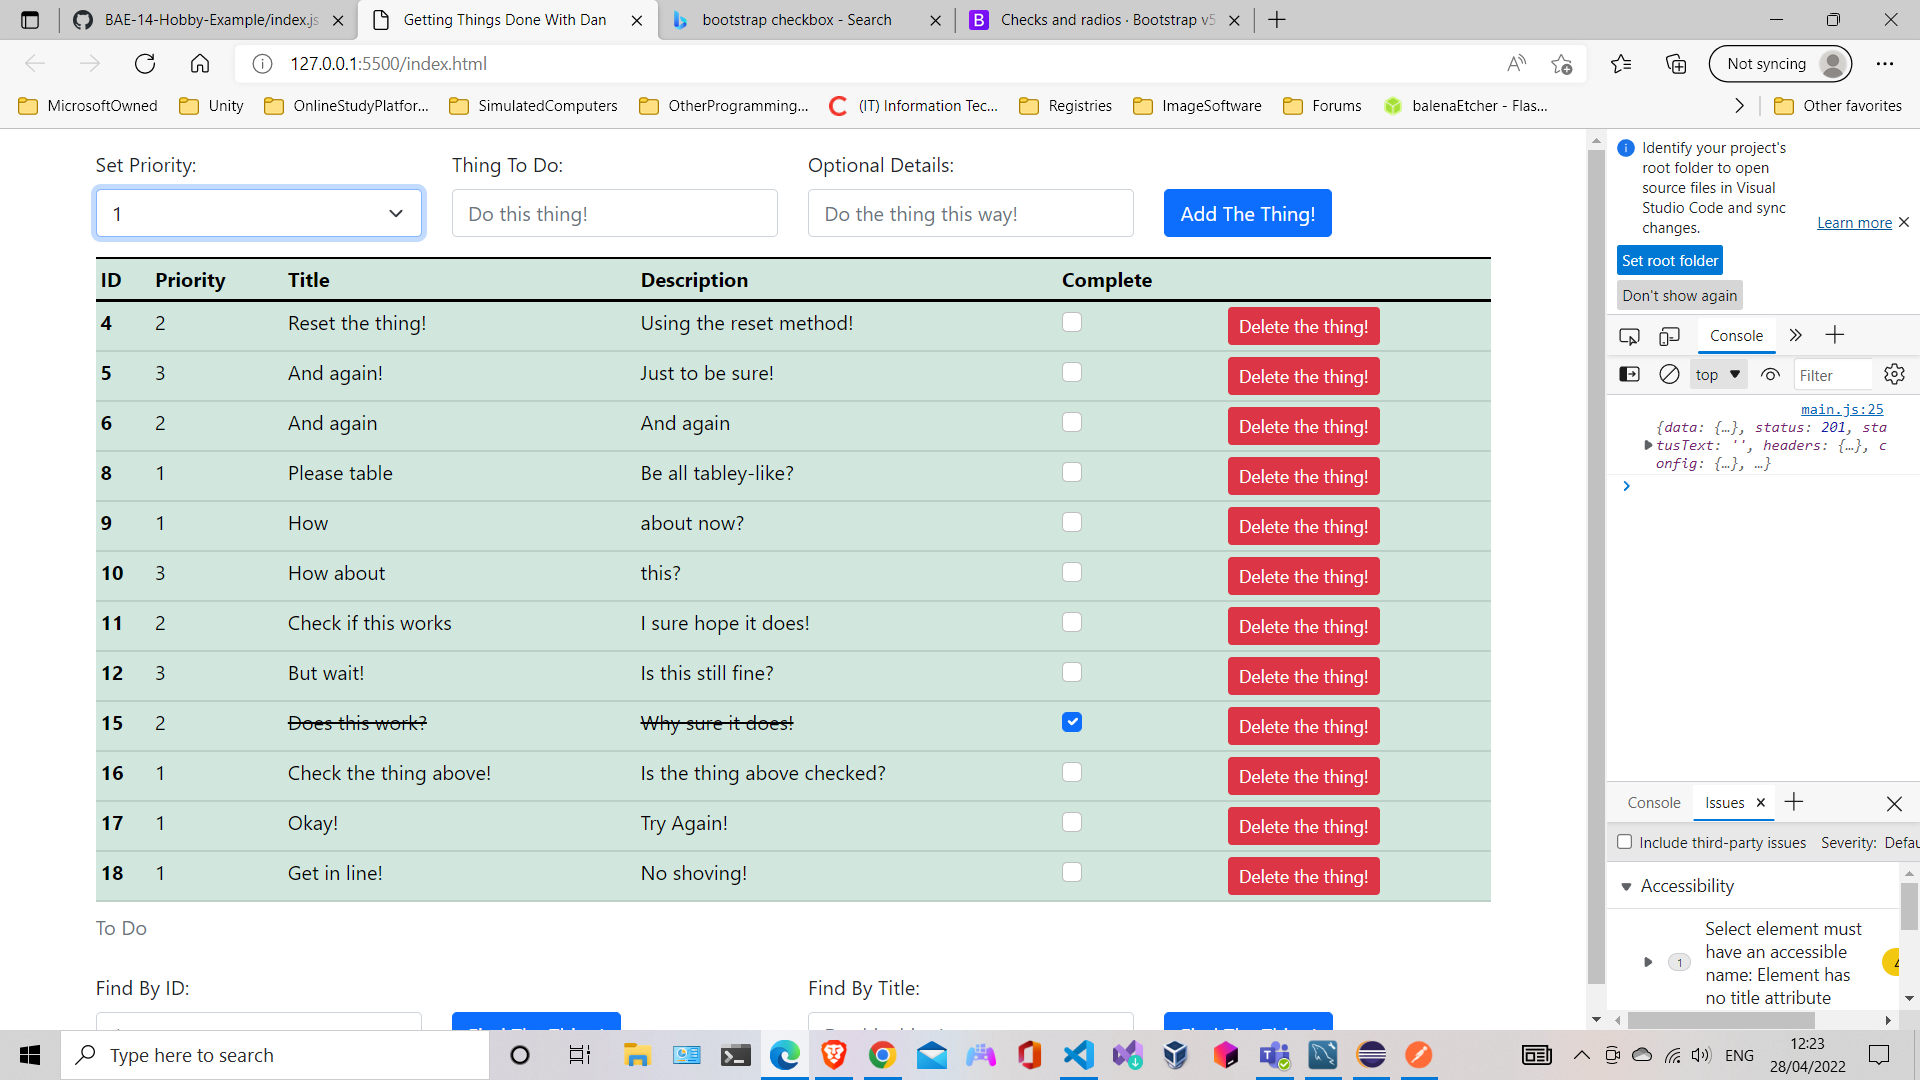 BAE-14-Hobby-Example/index.js
Getting Things Done With Dan
bootstrap checkbox - Search
Checks and radios · Bootstrap v5
127.0.0.1:5500/index.html
Not syncing
MicrosoftOwned
Unity
OnlineStudyPlatfor...
SimulatedComputers
OtherProgramming...
(IT) Information Tec...
Registries
ImageSoftware
Forums
balenaEtcher - Flas...
Other favorites
Set Priority:
Thing To Do:
Optional Details:
1
Do this thing!
Do the thing this way!
Add The Thing!
ID Priority Title Description Complete
4 2 Reset the thing! Using the reset method! Delete the thing!
5 3 And again! Just to be sure! Delete the thing!
6 2 And again And again Delete the thing!
8 1 Please table Be all tabley-like? Delete the thing!
9 1 How about now? Delete the thing!
10 3 How about this? Delete the thing!
11 2 Check if this works I sure hope it does! Delete the thing!
12 3 But wait! Is this still fine? Delete the thing!
15 2 Does this work? Why sure it does! Delete the thing!
16 1 Check the thing above! Is the thing above checked? Delete the thing!
17 1 Okay! Try Again! Delete the thing!
18 1 Get in line! No shoving! Delete the thing!
To Do
Find By ID:
Find By Title:
Identify your project's
root folder to open
source files in Visual
Studio Code and sync
changes.
Learn more
Set root folder
Don't show again
Console
top
Filter
main.js:25
{data: {…}, status: 201, sta
tusText: '', headers: {…}, c
onfig: {…}, …}
Console
Issues
Include third-party issues
Severity: Defau
Accessibility
1
Select element must
have an accessible
name: Element has
no title attribute
Type here to search
ENG
12:23
28/04/2022